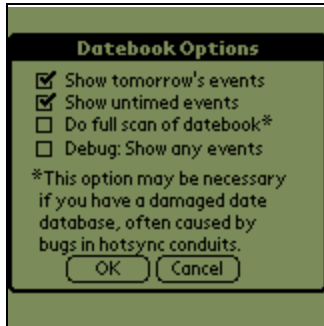 Datebook Options
Show tomorrow's events
Show untimed events
Do full scan of datebook*
Debug: Show any events
*This option may be necessary
if you have a damaged date
database, often caused by
bugs in hotsync conduits.
OK Cancel